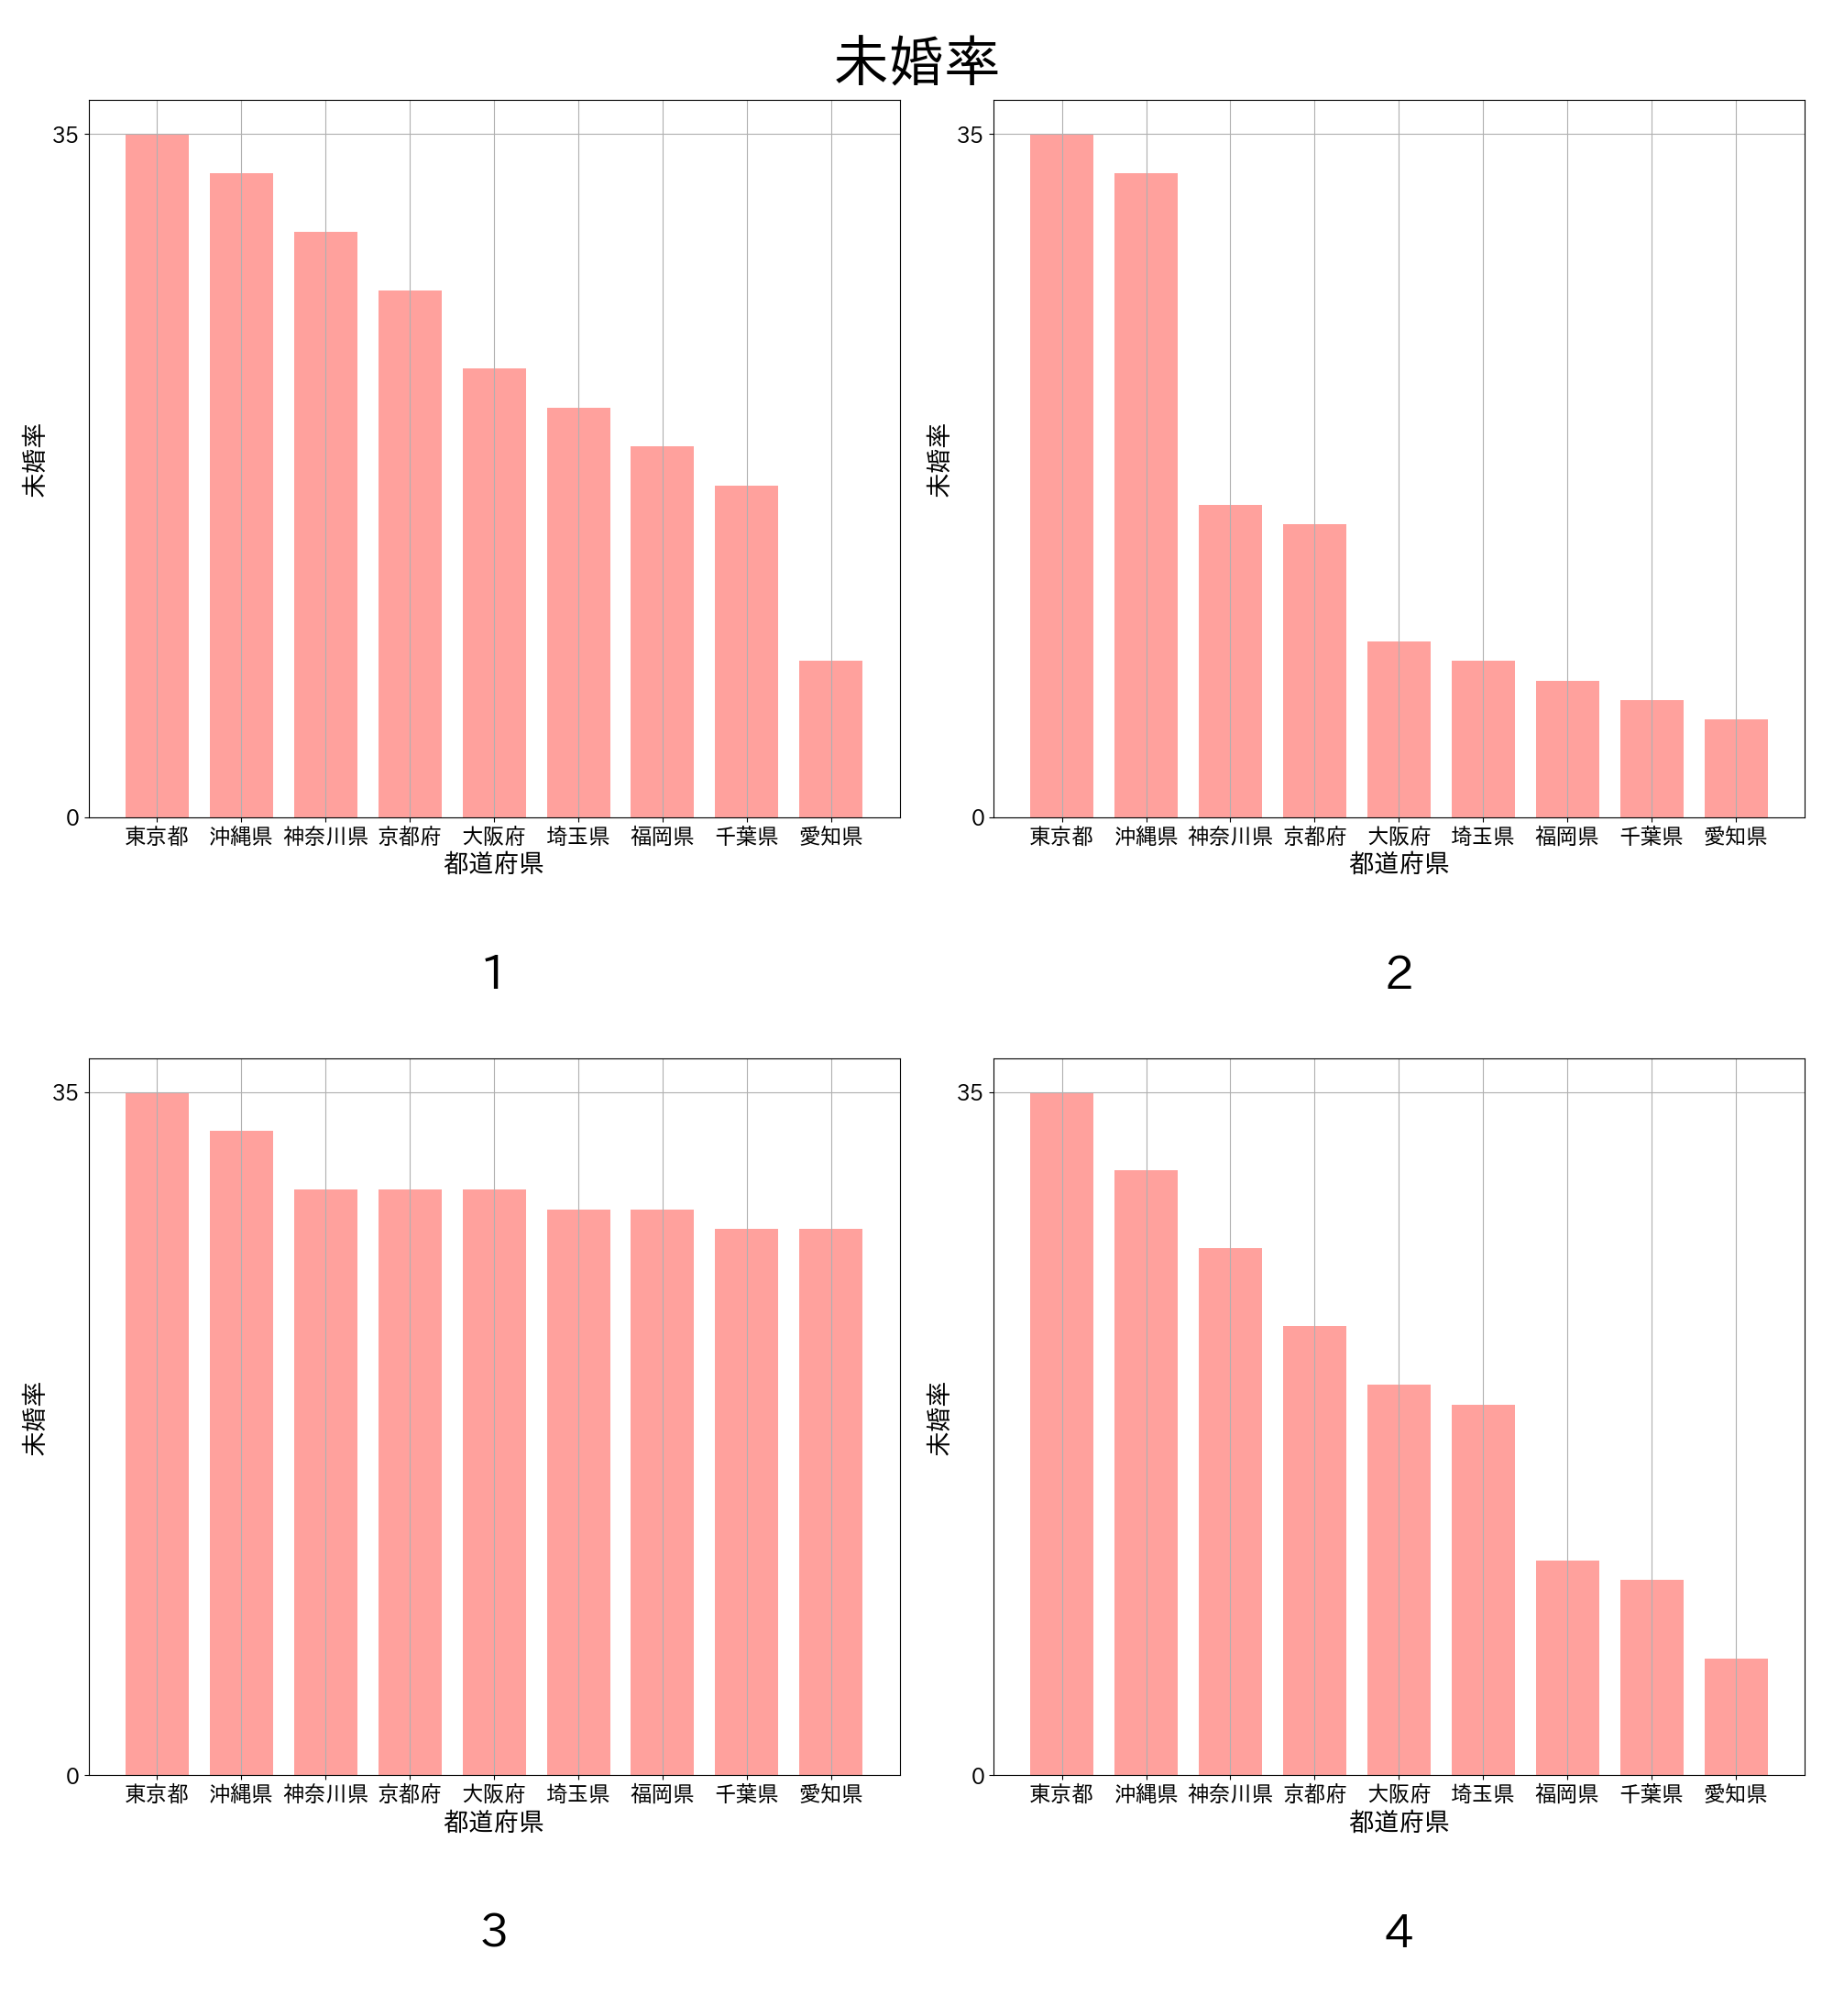 未婚率
35
0
未婚率
東京都 沖縄県 神奈川県 京都府 大阪府 埼玉県 福岡県 千葉県 愛知県
都道府県
1
35
0
未婚率
東京都 沖縄県 神奈川県 京都府 大阪府 埼玉県 福岡県 千葉県 愛知県
都道府県
2
35
0
未婚率
東京都 沖縄県 神奈川県 京都府 大阪府 埼玉県 福岡県 千葉県 愛知県
都道府県
3
35
0
未婚率
東京都 沖縄県 神奈川県 京都府 大阪府 埼玉県 福岡県 千葉県 愛知県
都道府県
4